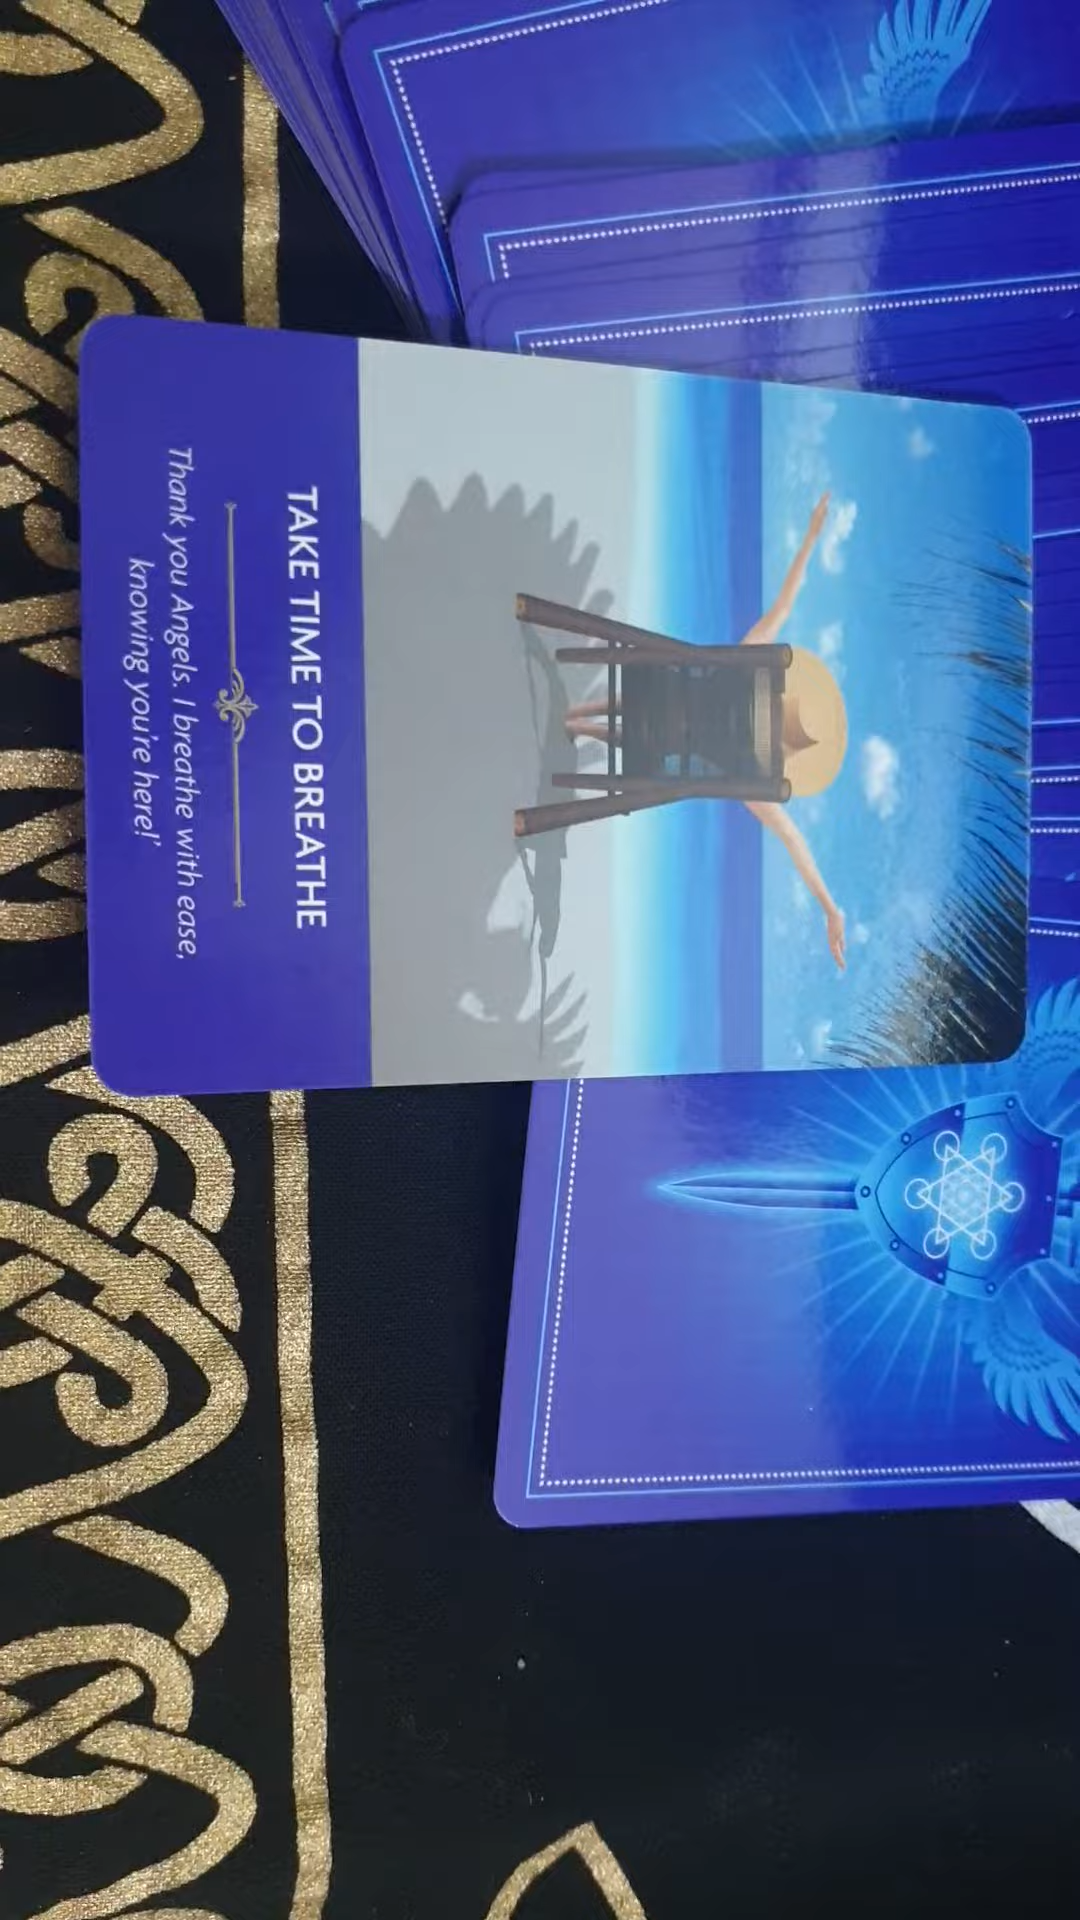 TAKE TIME TO BREATHE
Thank you Angels. I breathe with ease,
knowing you're here!'